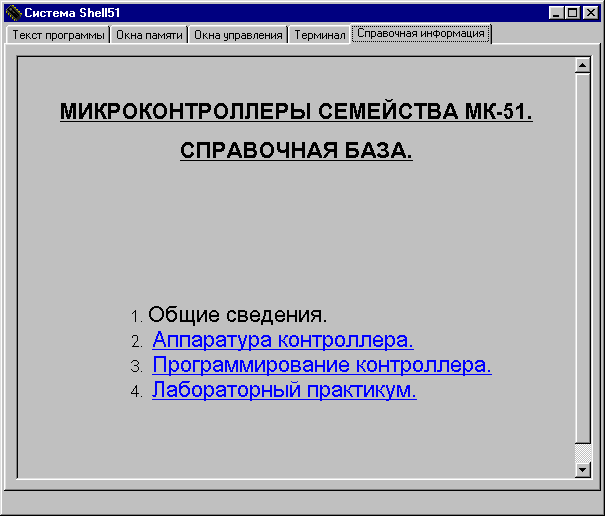 Система Shell51
Текст программы Окна памяти Окна управления Терминал Справочная информация
МИКРОКОНТРОЛЛЕРЫ СЕМЕЙСТВА МК-51.
СПРАВОЧНАЯ БАЗА.
1. Общие сведения.
2. Аппаратура контроллера.
3. Программирование контроллера.
4. Лабораторный практикум.